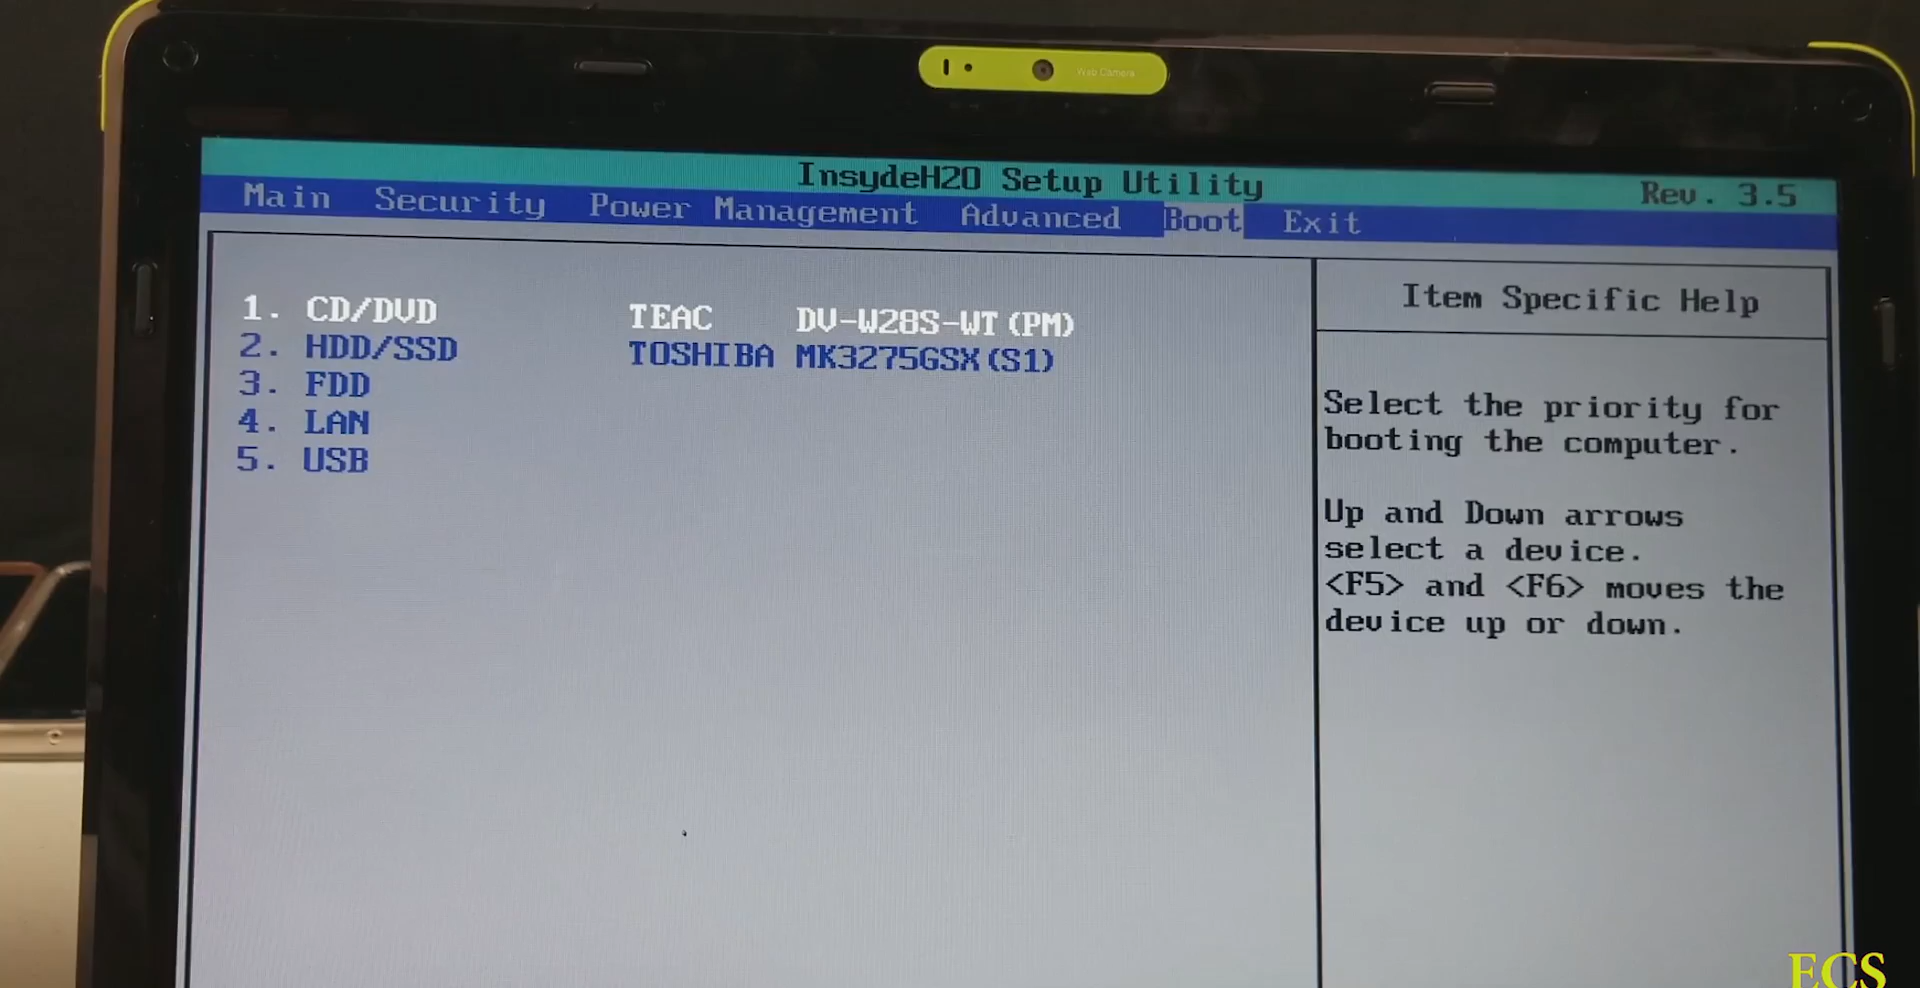 Web Camera
InsydeH2O Setup Utility
Rev. 3.5
Main Security Power Management Advanced Boot Exit
1. CD/DVD TEAC DV-W28S-WT(PM)
2. HDD/SSD TOSHIBA MK3275GSX(S1)
3. FDD
4. LAN
5. USB
Item Specific Help
Select the priority for
booting the computer.
Up and Down arrows
select a device.
<F5> and <F6> moves the
device up or down.
ECS